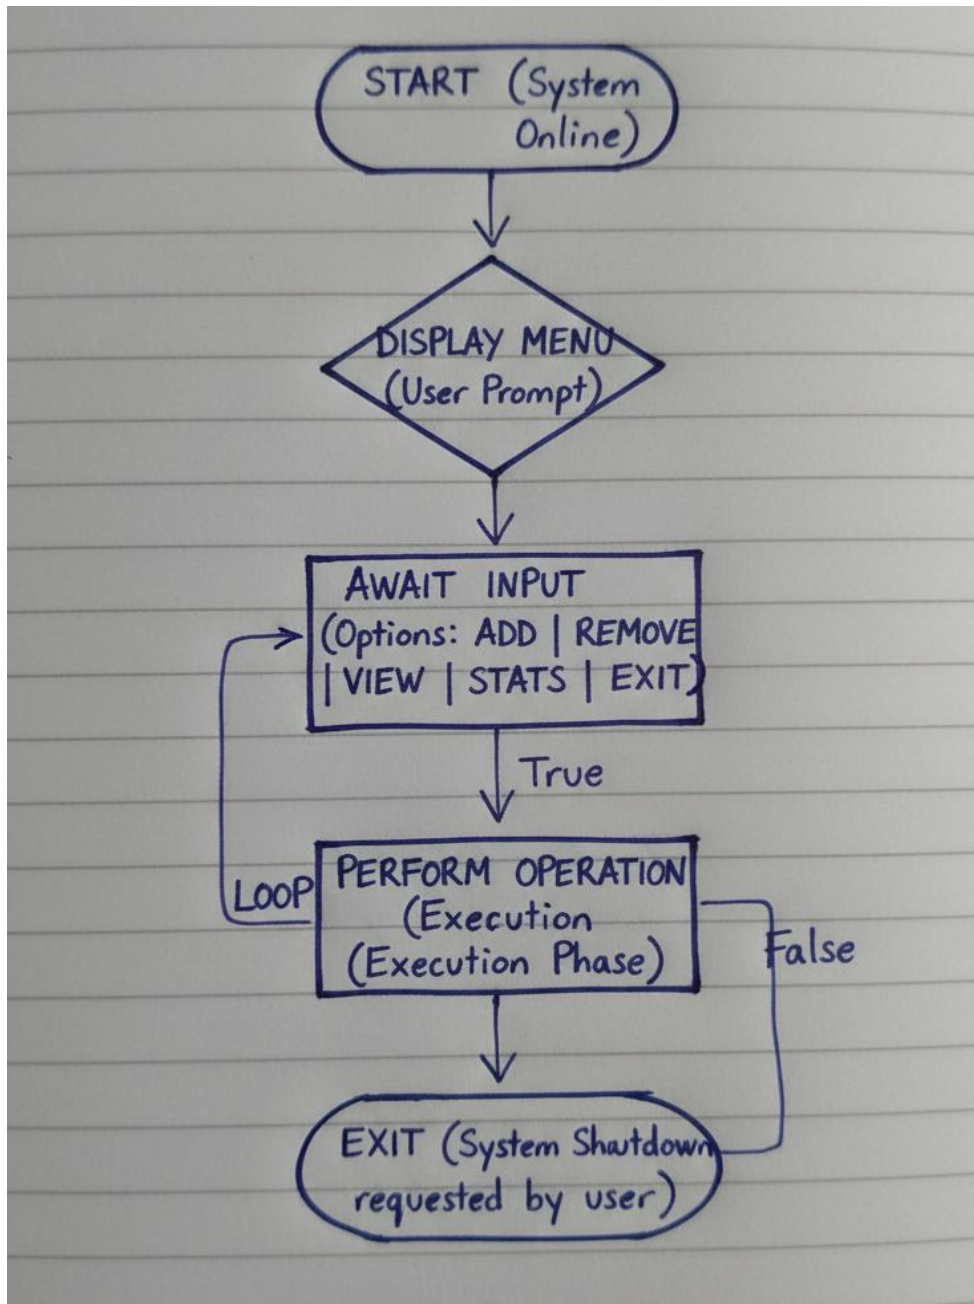 START (System
Online)
DISPLAY MENU
(User Prompt)
AWAIT INPUT
(Options: ADD | REMOVE
| VIEW | STATS | EXIT)
True
LOOP
PERFORM OPERATION
(Execution
(Execution Phase)
False
EXIT (System Shutdown
requested by user)